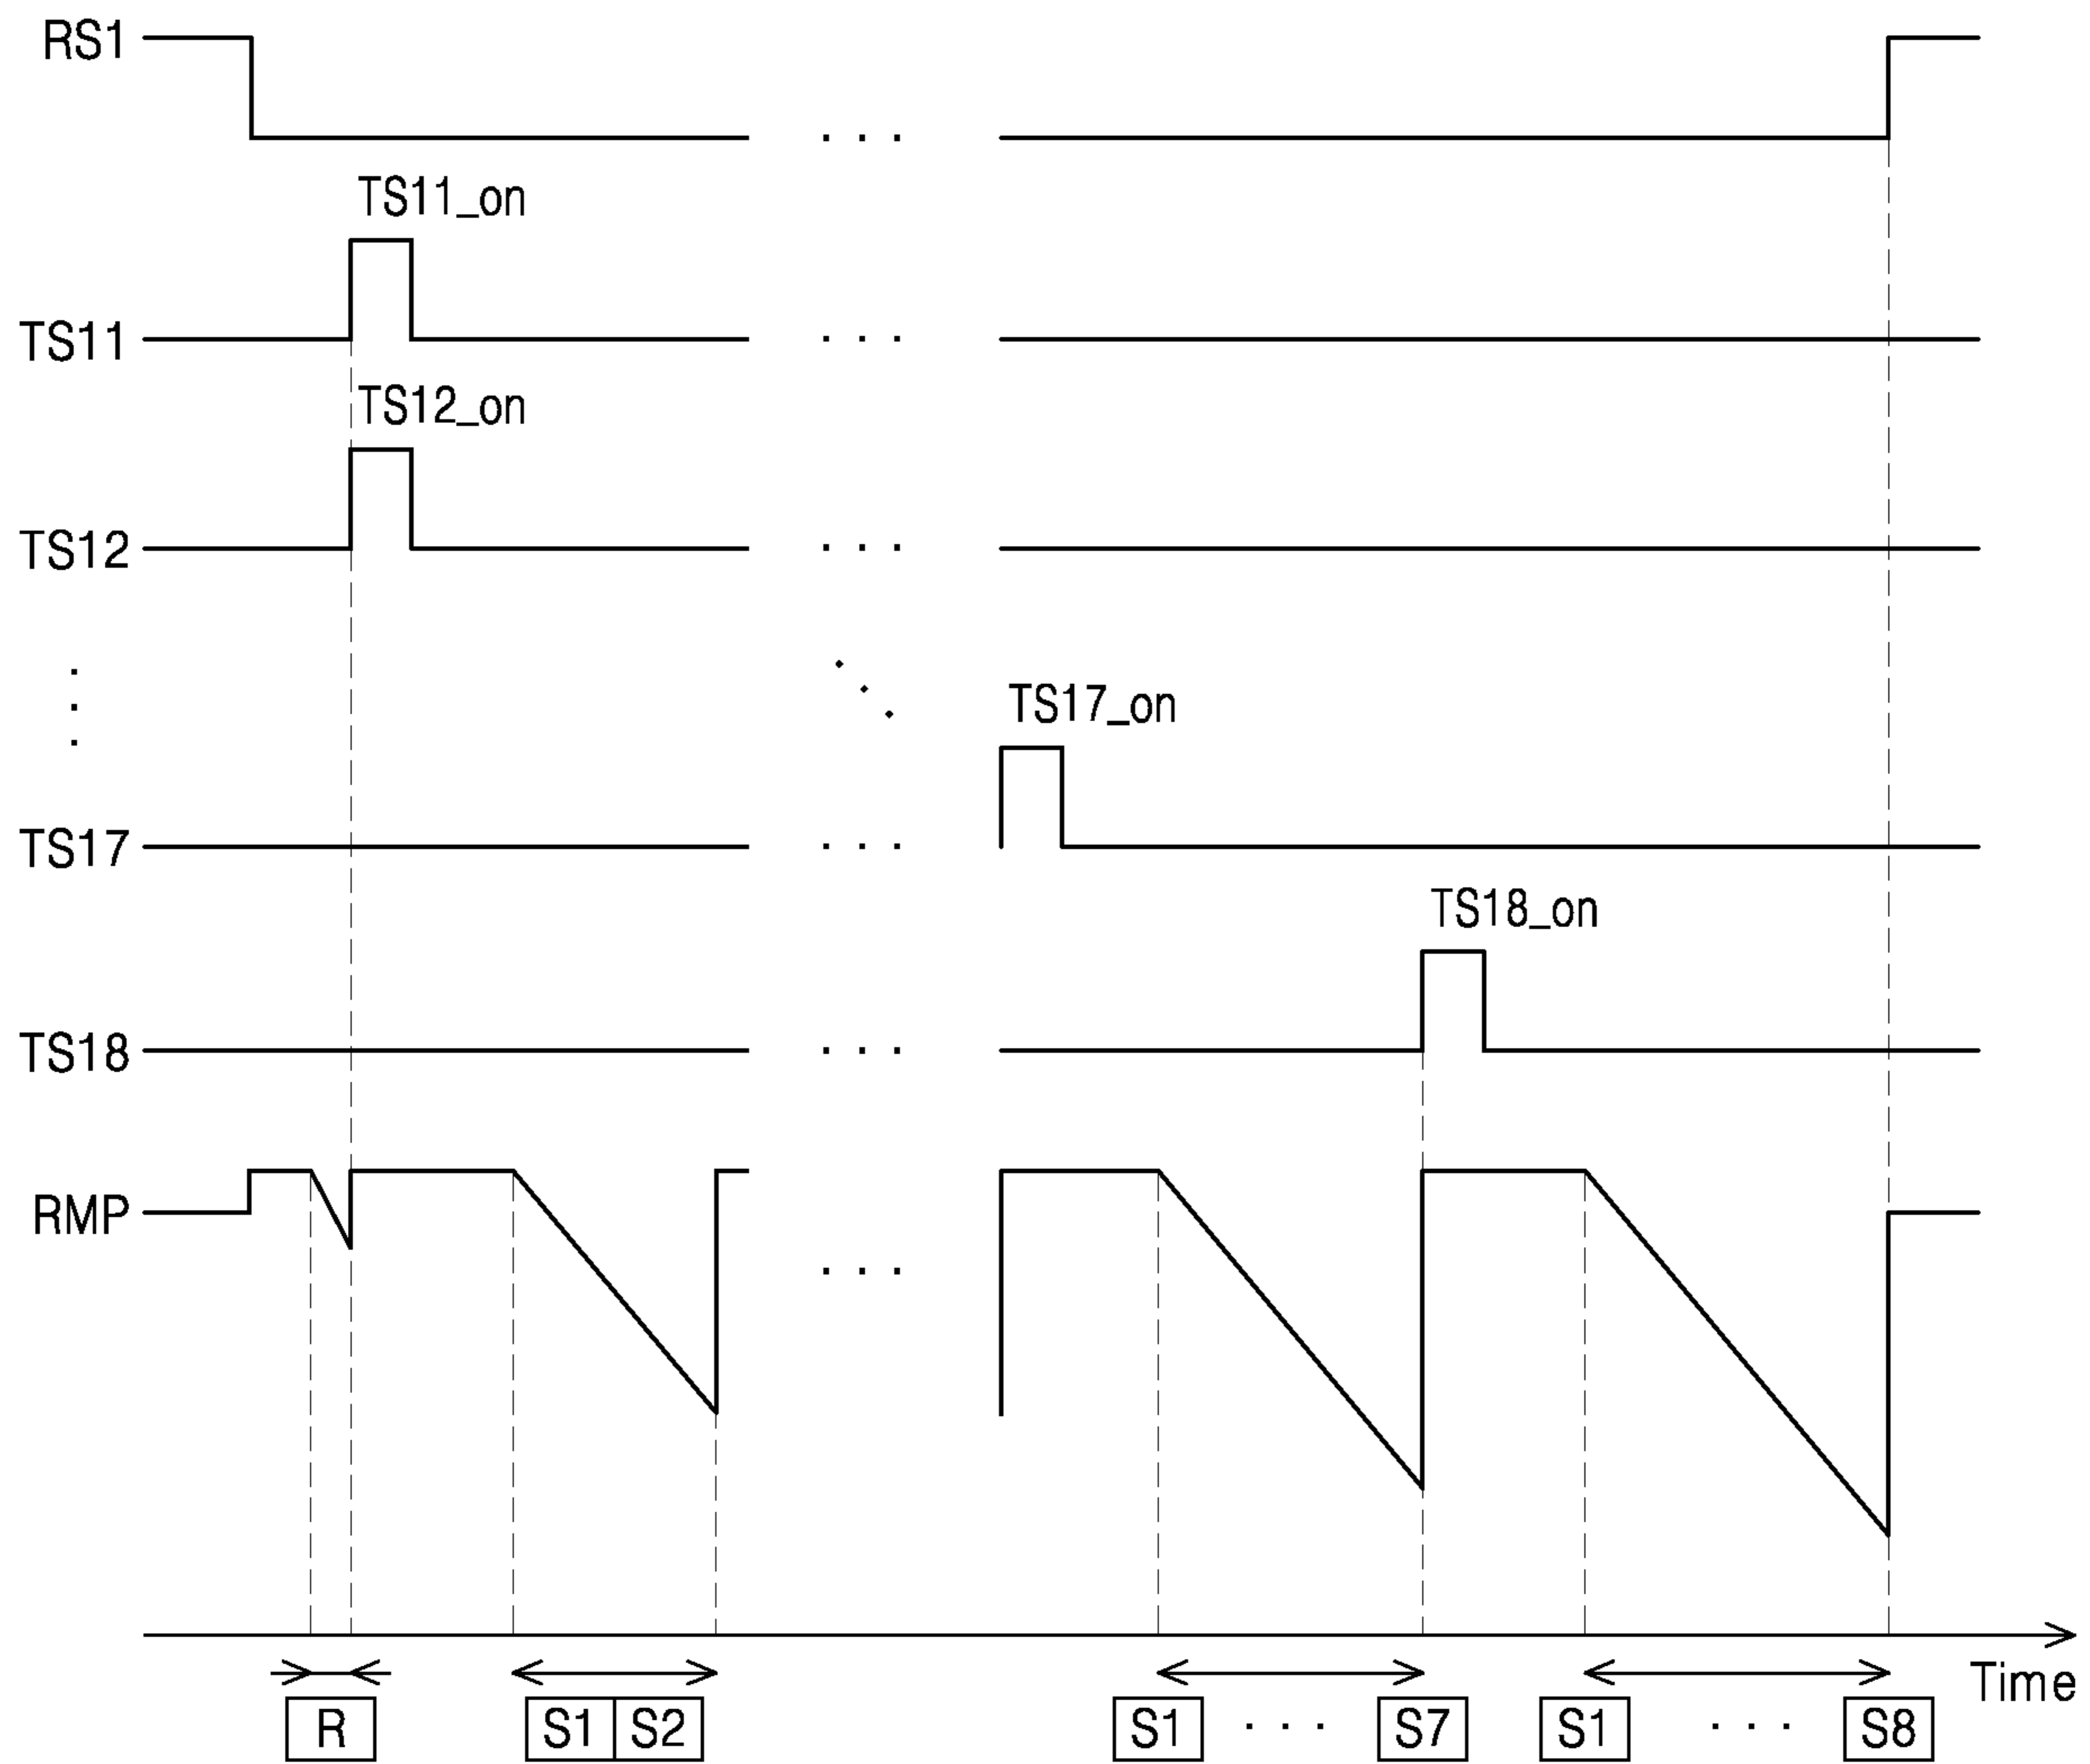 RS1
TS11_on
TS11
TS12_on
TS12
TS17_on
TS17
TS18_on
TS18
RMP
Time
R S1 S2 S1 ... S7 S1 ... S8